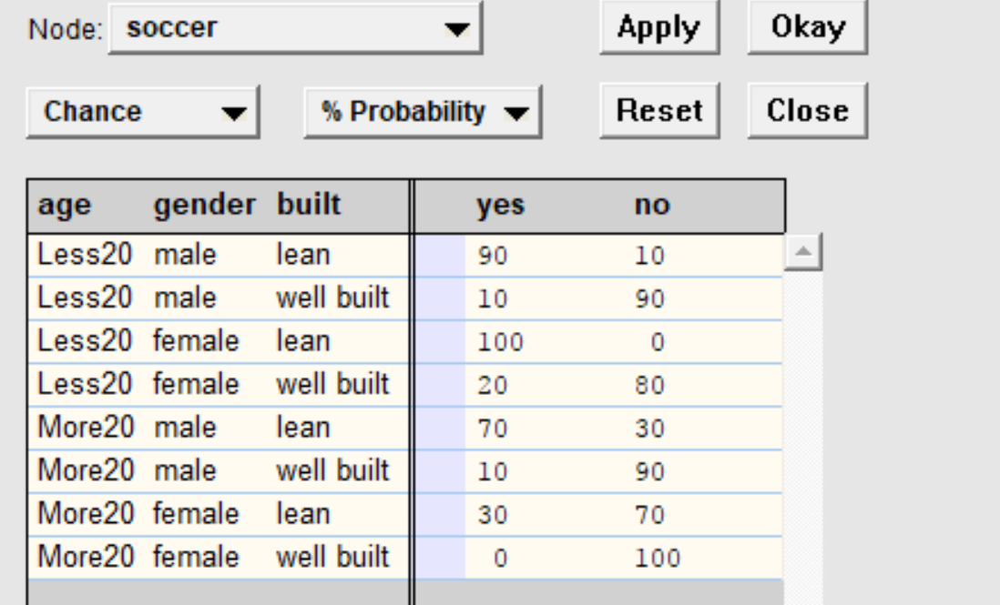 Node: soccer Apply Okay
Chance % Probability Reset Close
age gender built yes no
Less20 male lean 90 10
Less20 male well built 10 90
Less20 female lean 100 0
Less20 female well built 20 80
More20 male lean 70 30
More20 male well built 10 90
More20 female lean 30 70
More20 female well built 0 100